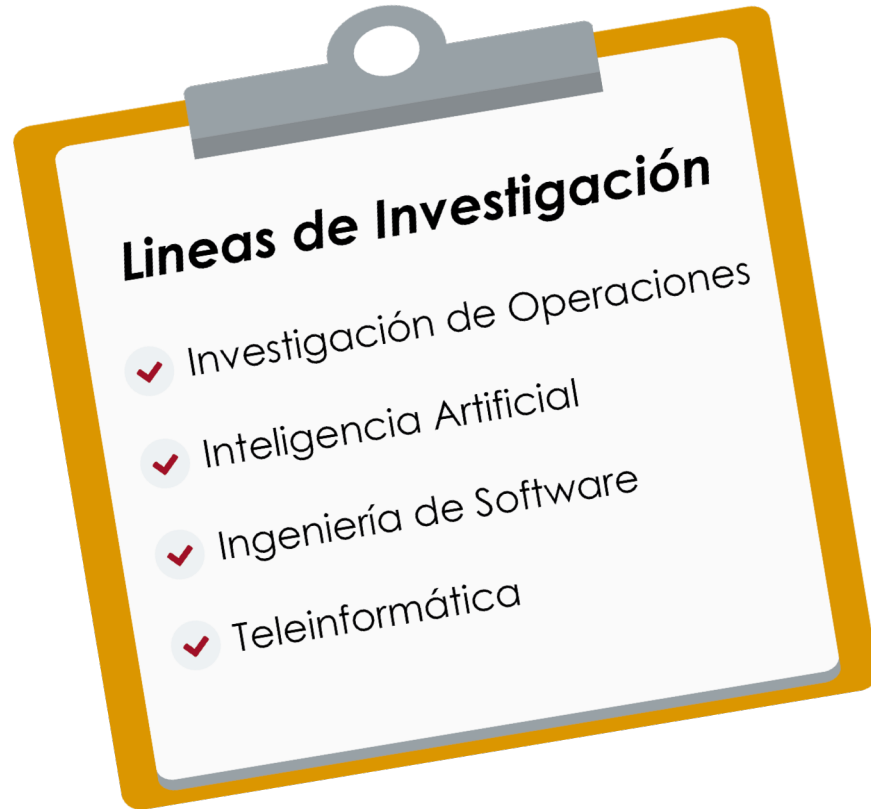 Lineas de Investigación
Investigación de Operaciones
Inteligencia Artificial
Ingeniería de Software
Teleinformática